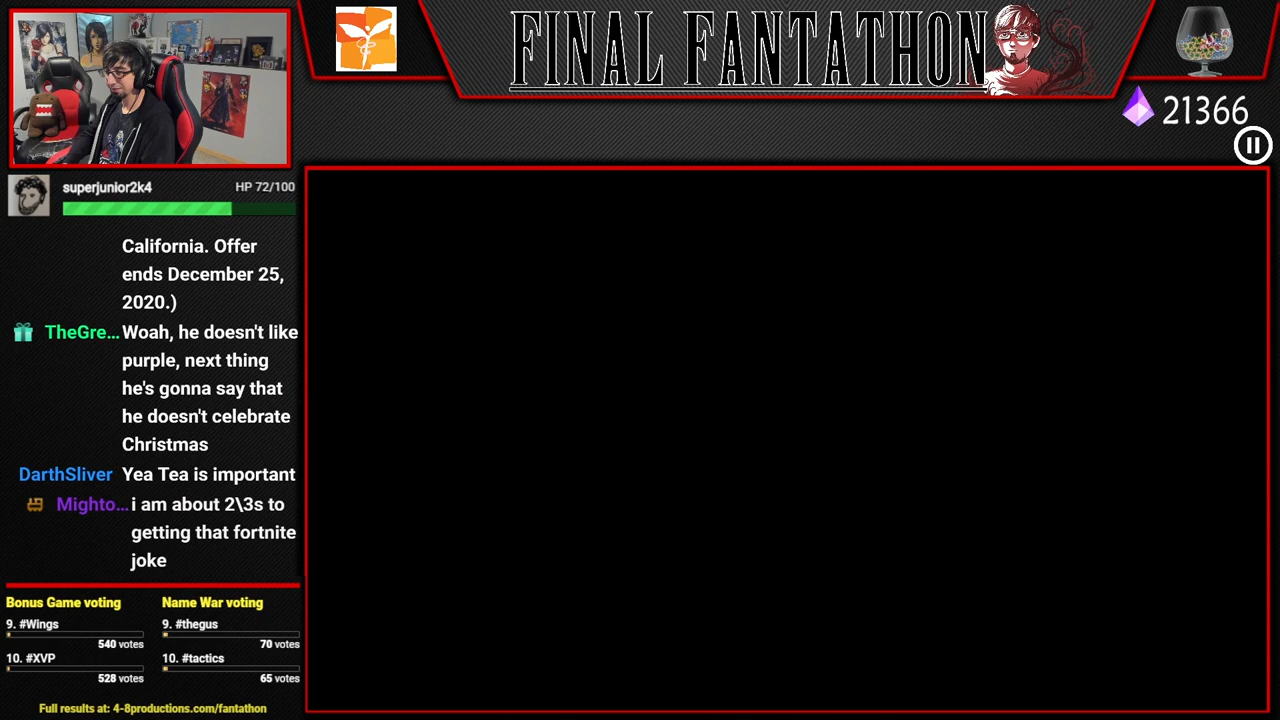 FINAL FANTATHON
21366
superjunior2k4 HP 72/100
California. Offer
ends December 25,
2020.)
TheGre... Woah, he doesn't like
purple, next thing
he's gonna say that
he doesn't celebrate
Christmas
DarthSliver Yea Tea is important
Mighto... i am about 2\3s to
getting that fortnite
joke
Bonus Game voting
9. #Wings
540 votes
10. #XVP
528 votes
Name War voting
9. #thegus
70 votes
10. #tactics
65 votes
Full results at: 4-8productions.com/fantathon